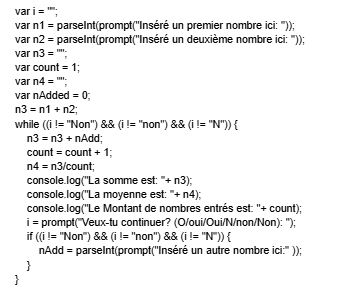 var i = "";
var n1 = parseInt(prompt("Inséré un premier nombre ici: "));
var n2 = parseInt(prompt("Inséré un deuxième nombre ici: "));
var n3 = "";
var count = 1;
var n4 = "";
var nAdded = 0;
n3 = n1 + n2;
while ((i != "Non") && (i != "non") && (i != "N")) {
n3 = n3 + nAdd;
count = count + 1;
n4 = n3/count;
console.log("La somme est: "+ n3);
console.log("La moyenne est: "+ n4);
console.log("Le Montant de nombres entrés est: "+ count);
i = prompt("Veux-tu continuer? (O/oui/Oui/N/non/Non): ");
if ((i != "Non") && (i != "non") && (i != "N")) {
nAdd = parseInt(prompt("Inséré un autre nombre ici:" ));
}
}